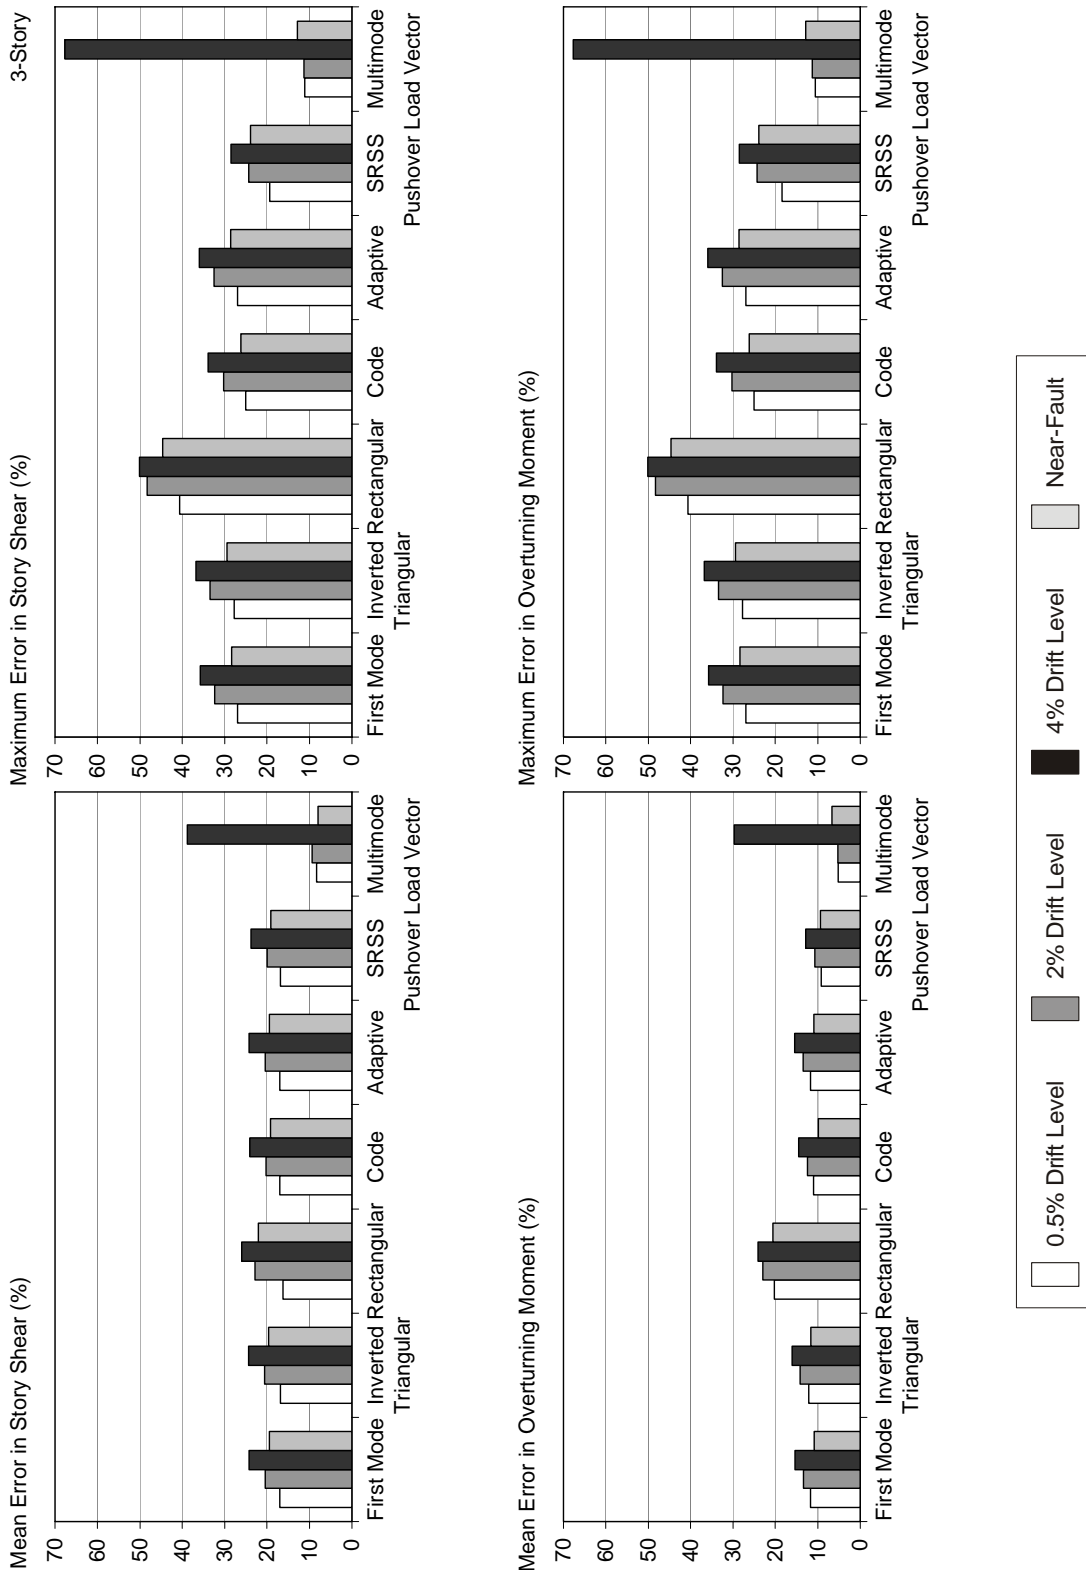 3-Story
Mean Error in Story Shear (%)
70
60
50
40
30
20
10
0
First Mode Inverted Rectangular Code Adaptive SRSS Multimode
Triangular
Pushover Load Vector
Maximum Error in Story Shear (%)
70
60
50
40
30
20
10
0
First Mode Inverted Rectangular Code Adaptive SRSS Multimode
Triangular
Pushover Load Vector
Mean Error in Overturning Moment (%)
70
60
50
40
30
20
10
0
First Mode Inverted Rectangular Code Adaptive SRSS Multimode
Triangular
Pushover Load Vector
Maximum Error in Overturning Moment (%)
70
60
50
40
30
20
10
0
First Mode Inverted Rectangular Code Adaptive SRSS Multimode
Triangular
Pushover Load Vector
0.5% Drift Level 2% Drift Level 4% Drift Level Near-Fault